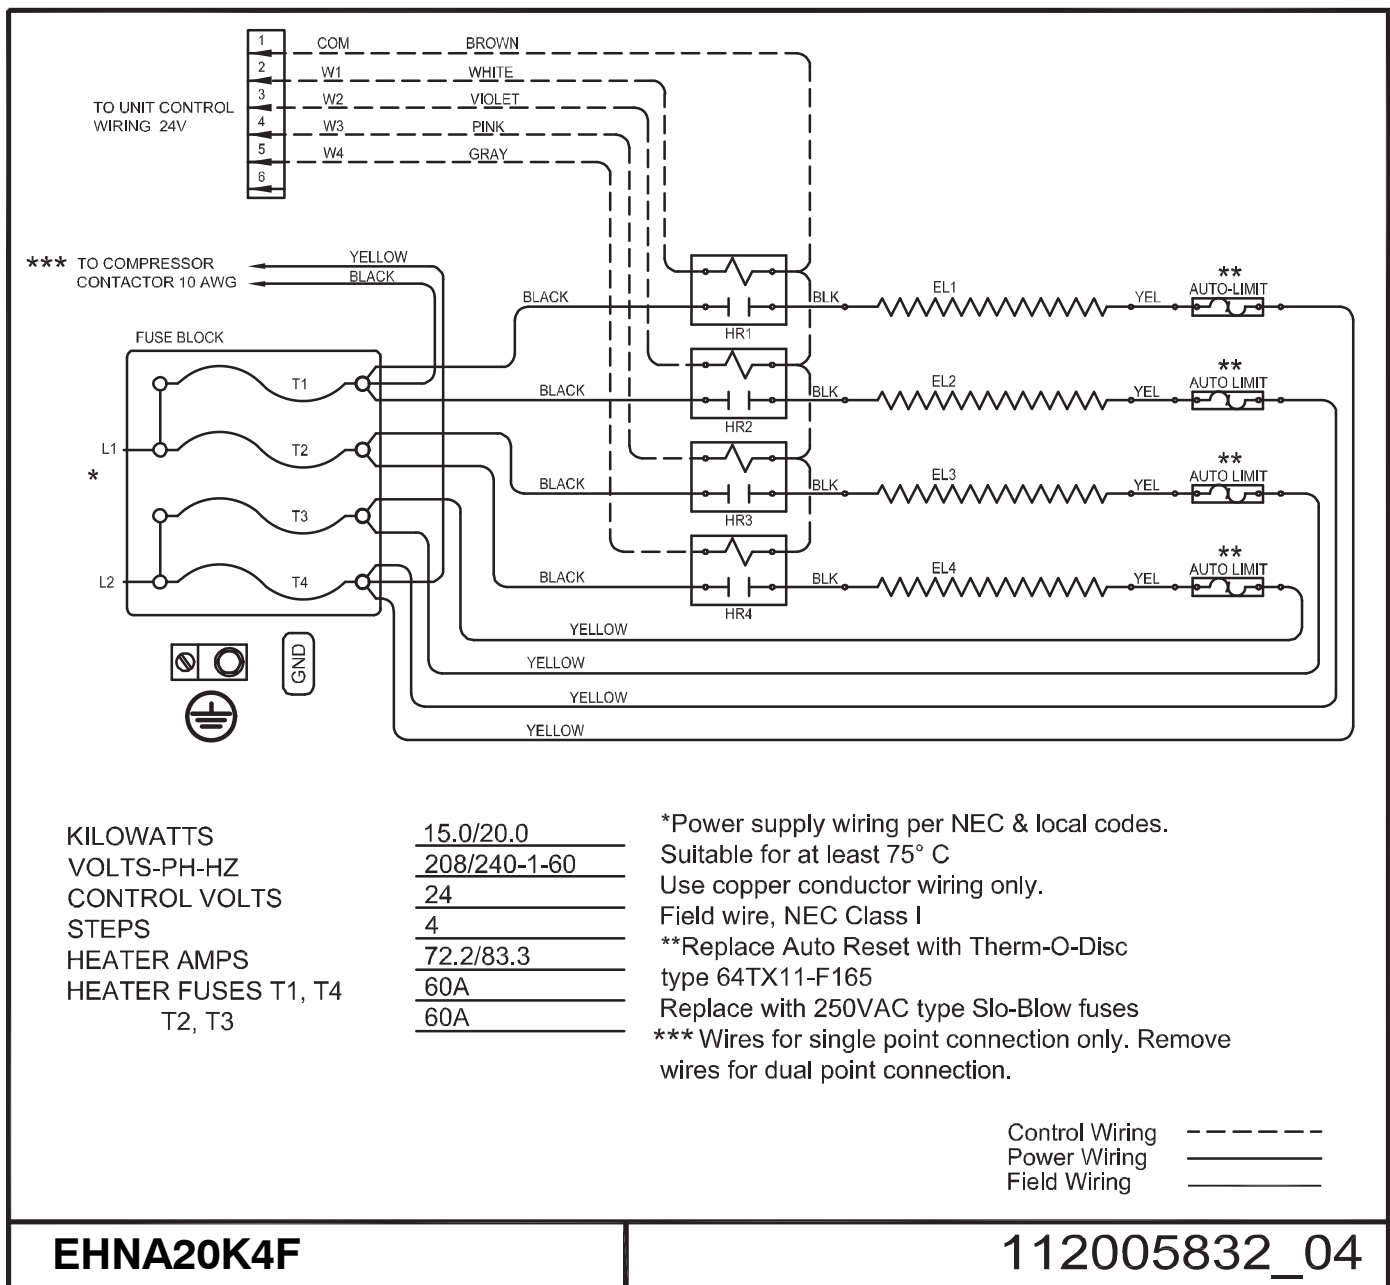 1 COM BROWN
2 W1 WHITE
3 W2 VIOLET
4 W3 PINK
5 W4 GRAY
6
TO UNIT CONTROL
WIRING 24V
*** TO COMPRESSOR
CONTACTOR 10 AWG
YELLOW
BLACK
FUSE BLOCK
T1
L1
T2
*
T3
L2
T4
GND
BLACK
HR1
BLK
EL1
YEL
**
AUTO-LIMIT
BLACK
HR2
BLK
EL2
YEL
**
AUTO LIMIT
BLACK
HR3
BLK
EL3
YEL
**
AUTO LIMIT
BLACK
HR4
BLK
EL4
YEL
**
AUTO LIMIT
YELLOW
YELLOW
YELLOW
YELLOW
KILOWATTS 15.0/20.0
VOLTS-PH-HZ 208/240-1-60
CONTROL VOLTS 24
STEPS 4
HEATER AMPS 72.2/83.3
HEATER FUSES T1, T4 60A
T2, T3 60A
*Power supply wiring per NEC & local codes.
Suitable for at least 75° C
Use copper conductor wiring only.
Field wire, NEC Class I
**Replace Auto Reset with Therm-O-Disc
type 64TX11-F165
Replace with 250VAC type Slo-Blow fuses
*** Wires for single point connection only. Remove
wires for dual point connection.
Control Wiring
Power Wiring
Field Wiring
EHNA20K4F
112005832_04